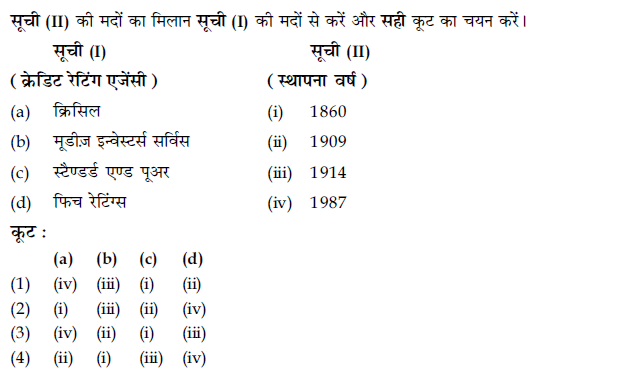 सूची (II) की मदों का मिलान सूची (I) की मदों से करें और सही कूट का चयन करें।
सूची (I) सूची (II)
( क्रेडिट रेटिंग एजेंसी ) ( स्थापना वर्ष )
(a) क्रिसिल (i) 1860
(b) मूडीज़ इन्वेस्टर्स सर्विस (ii) 1909
(c) स्टैण्डर्ड एण्ड पूअर (iii) 1914
(d) फिच रेटिंग्स (iv) 1987
कूट :
(a) (b) (c) (d)
(1) (iv) (iii) (i) (ii)
(2) (i) (iii) (ii) (iv)
(3) (iv) (ii) (i) (iii)
(4) (ii) (i) (iii) (iv)